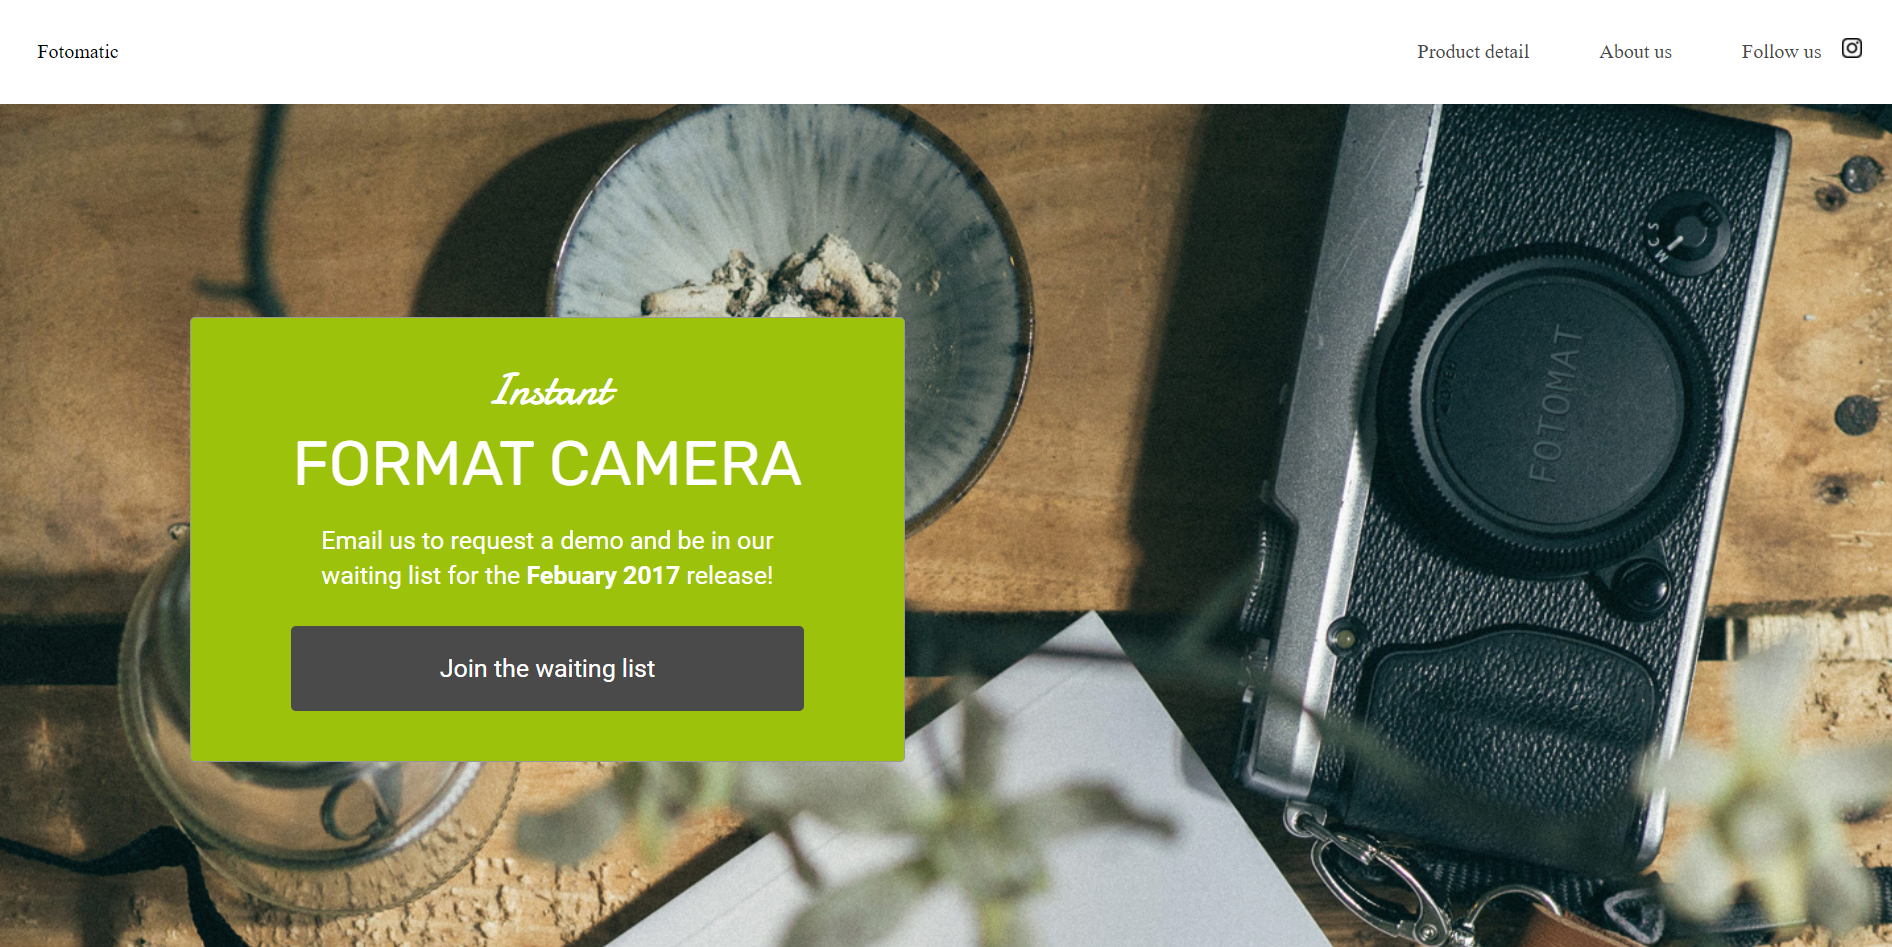 Fotomatic
Product detail
About us
Follow us
Instant
FORMAT CAMERA
Email us to request a demo and be in our
waiting list for the Febuary 2017 release!
Join the waiting list
M C S
FOTOMAT